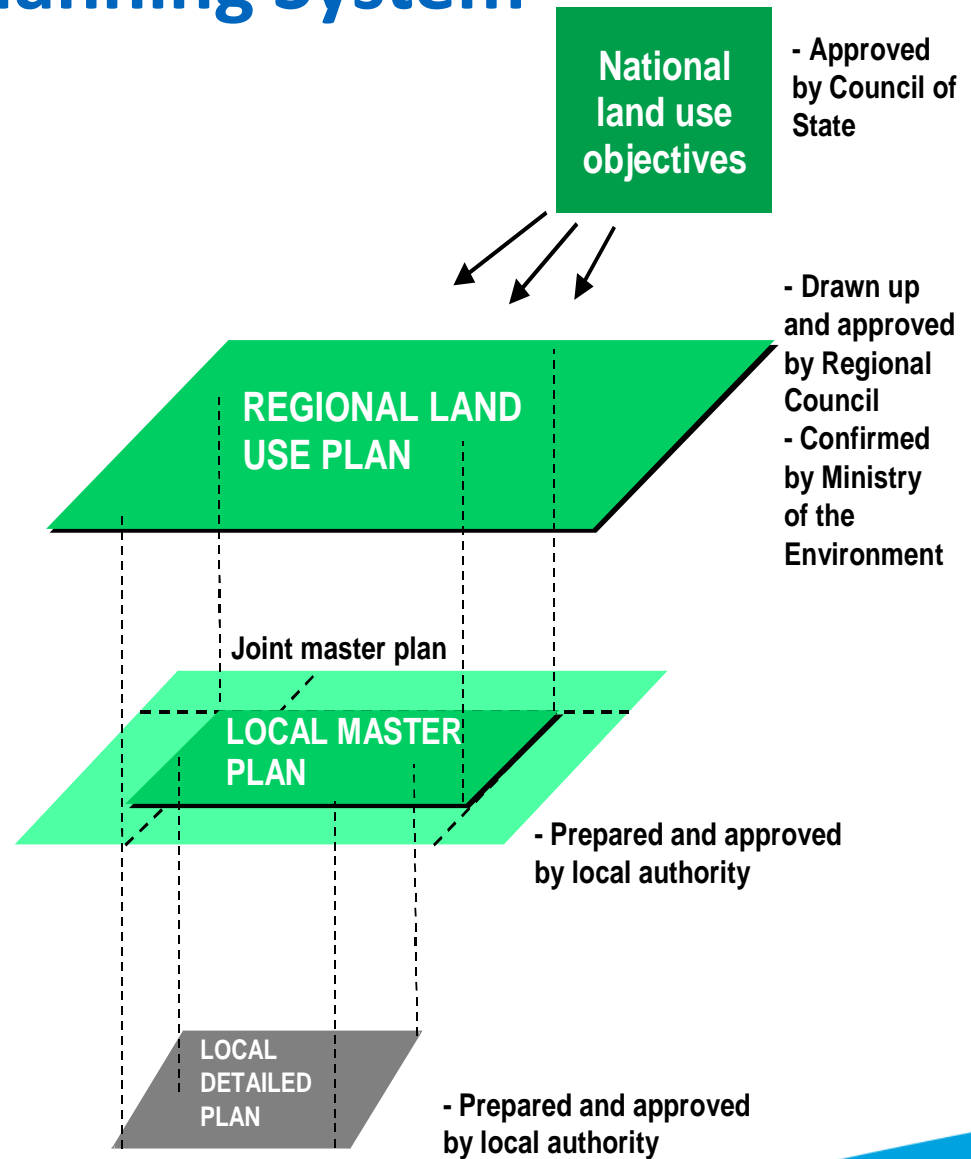 System
National
land use
objectives
- Approved
by Council of
State
- Drawn up
and approved
by Regional
Council
- Confirmed
by Ministry
of the
Environment
REGIONAL LAND
USE PLAN
Joint master plan
LOCAL MASTER
PLAN
- Prepared and approved
by local authority
LOCAL
DETAILED
PLAN
- Prepared and approved
by local authority